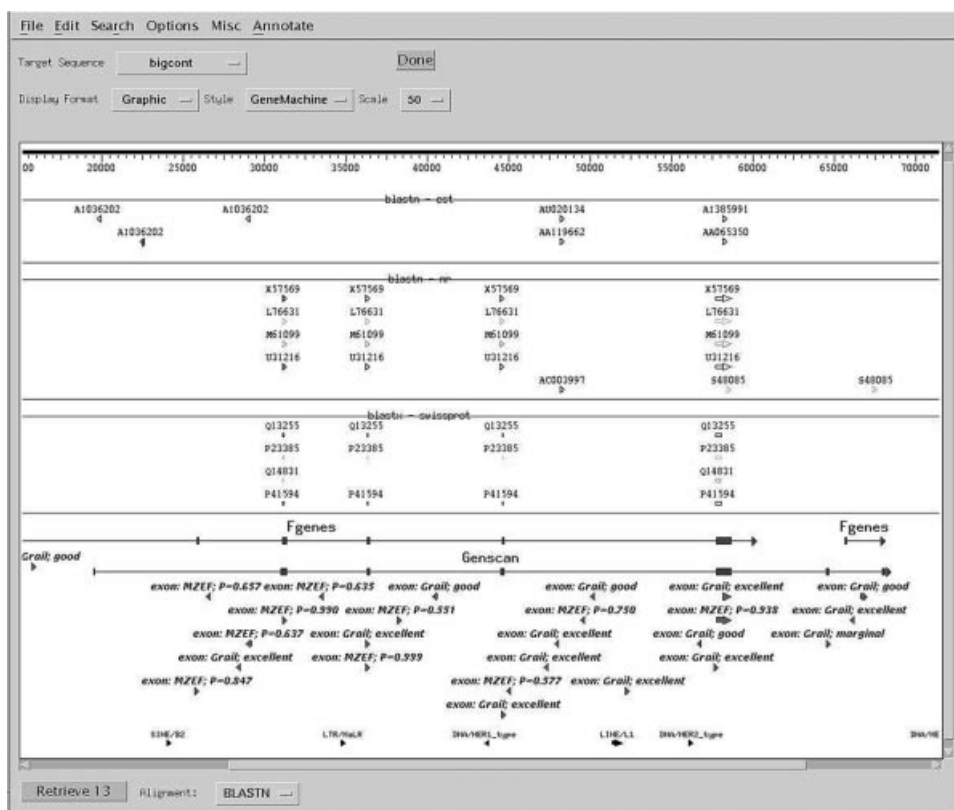 File Edit Search Options Misc Annotate
Target Sequence bigcont Done
Display Format Graphic Style GeneMachine Scale 50
00 20000 25000 30000 35000 40000 45000 50000 55000 60000 65000 70000
blastn - est
A1036202 A1036202 AU020134 A1385991
A1036202 AA119662 AA065350
blastn - nr
X57569 X57569 X57569 X57569
L76631 L76631 L76631 L76631
M61099 M61099 M61099 M61099
U31216 U31216 U31216 U31216
AC003997 S48085 S48085
blastx - swissprot
Q13255 Q13255 Q13255 Q13255
P23385 P23385 P23385 P23385
Q14831 Q14831
P41594 P41594 P41594 P41594
Fgenes Fgenes
Grail; good Genscan
exon: MZEF; P=0.657 exon: MZEF; P=0.635 exon: Grail; good exon: Grail; good exon: Grail; excellent exon: Grail; good
exon: MZEF; P=0.990 exon: MZEF; P=0.551 exon: MZEF; P=0.750 exon: MZEF; P=0.938 exon: Grail; excellent
exon: MZEF; P=0.637 exon: Grail; excellent exon: Grail; excellent exon: Grail; good exon: Grail; marginal
exon: Grail; excellent exon: MZEF; P=0.999 exon: Grail; excellent exon: Grail; excellent
exon: MZEF; P=0.847 exon: MZEF; P=0.577 exon: Grail; excellent
exon: Grail; excellent
SINE/B2 LTR/MaLR DNA/MER1_type LINE/L1 DNA/MER2_type DNA/ME
Retrieve 13 Alignment: BLASTN